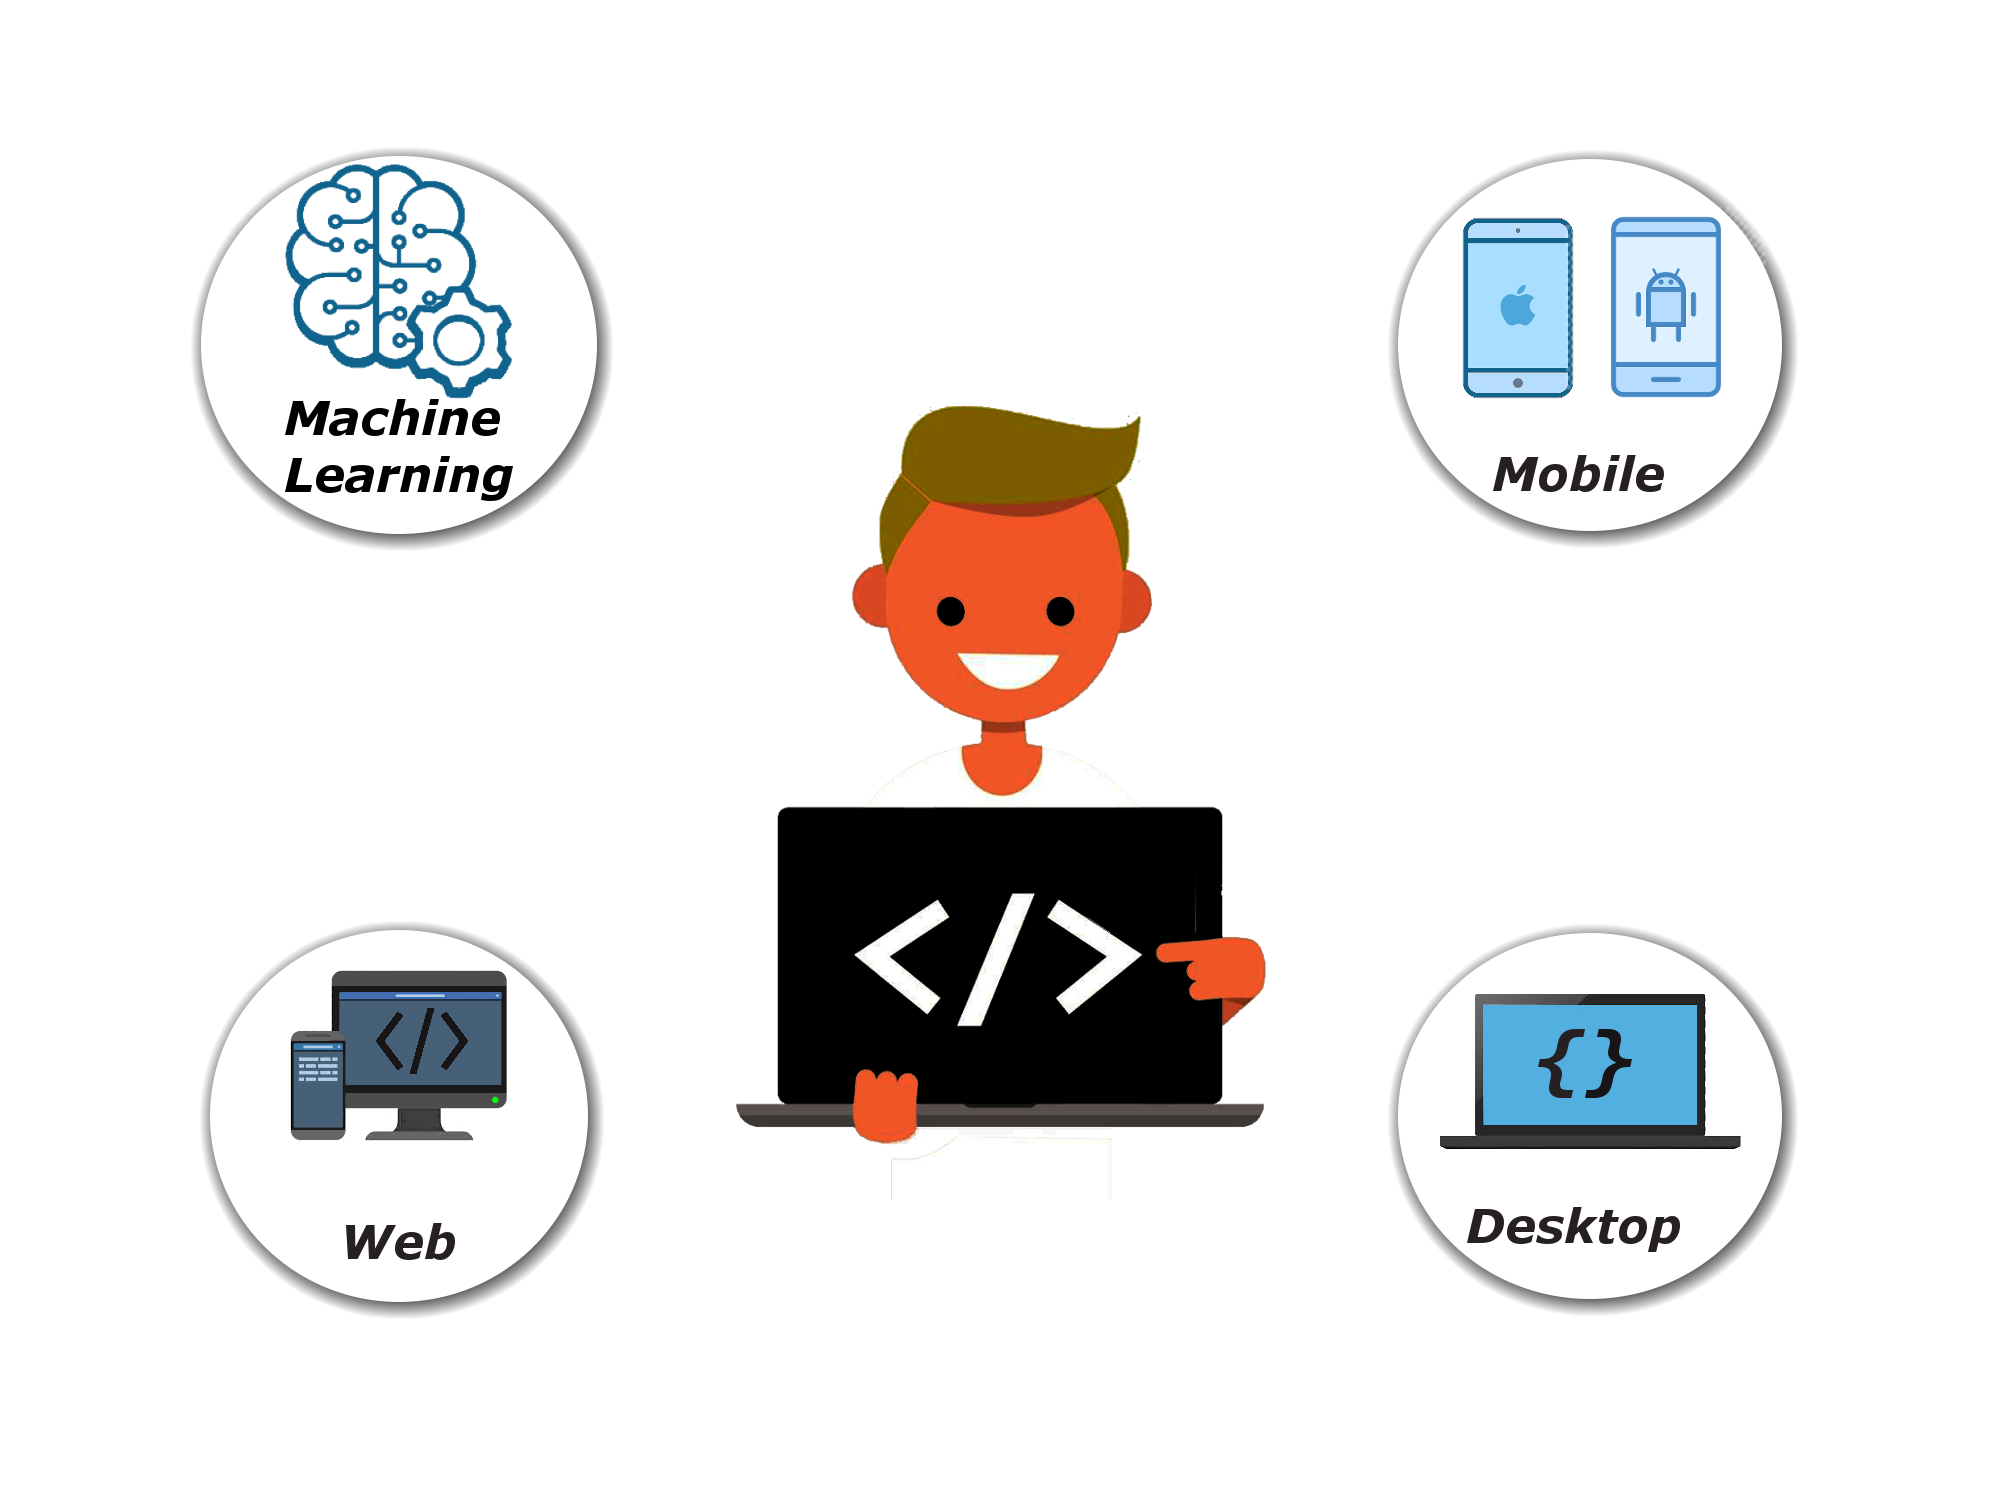 Machine
Learning
Mobile
</>
</>
Web
{}
Desktop